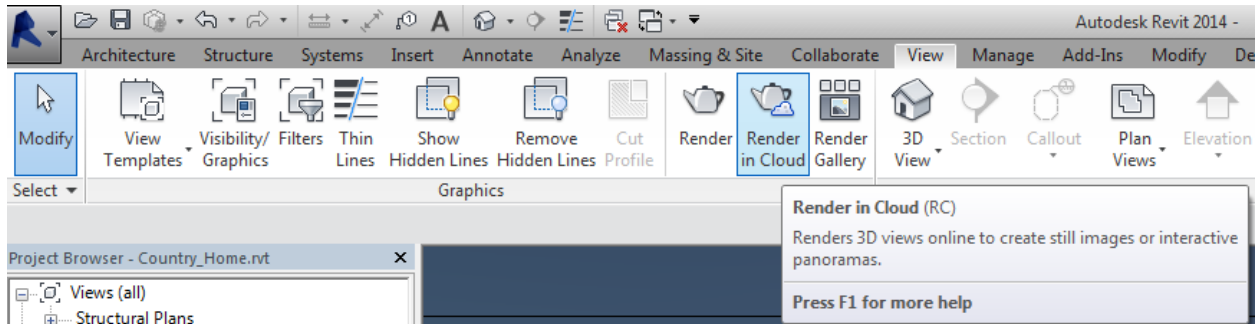 Autodesk Revit 2014 -
Architecture Structure Systems Insert Annotate Analyze Massing & Site Collaborate View Manage Add-Ins Modify De
Modify View Templates Visibility/ Graphics Filters Thin Lines Show Hidden Lines Remove Hidden Lines Cut Profile Render Render in Cloud Render Gallery 3D View Section Callout Plan Views Elevation
Select Graphics
Render in Cloud (RC)
Renders 3D views online to create still images or interactive
panoramas.
Press F1 for more help
Project Browser - Country_Home.rvt
Views (all)
Structural Plans